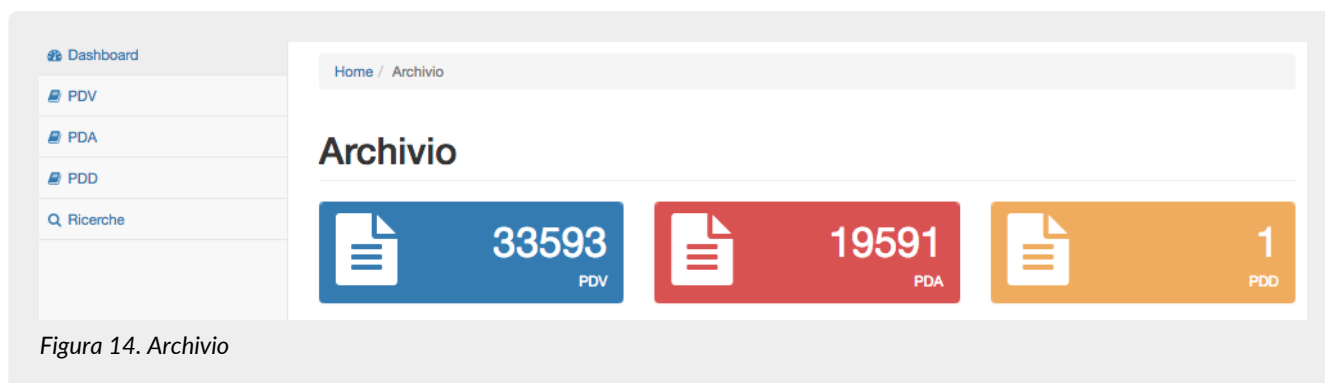 Dashboard
PDV
PDA
PDD
Ricerche
Home / Archivio
Archivio
33593
PDV
19591
PDA
1
PDD
Figura 14. Archivio